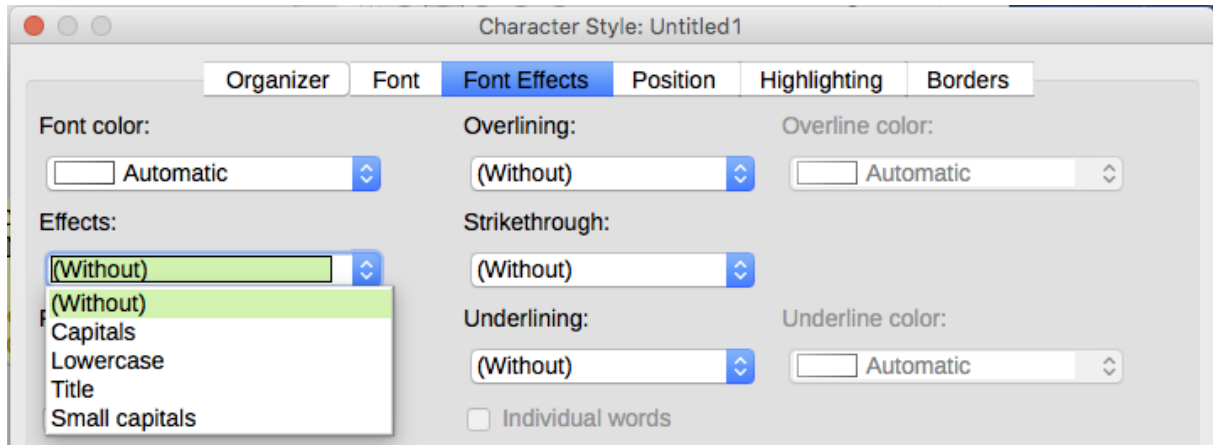 Character Style: Untitled1
Organizer Font Font Effects Position Highlighting Borders
Font color: Overlining: Overline color:
Automatic (Without) Automatic
Effects: Strikethrough:
(Without) (Without)
(Without)
Capitals Underlining: Underline color:
Lowercase
Title (Without) Automatic
Small capitals Individual words